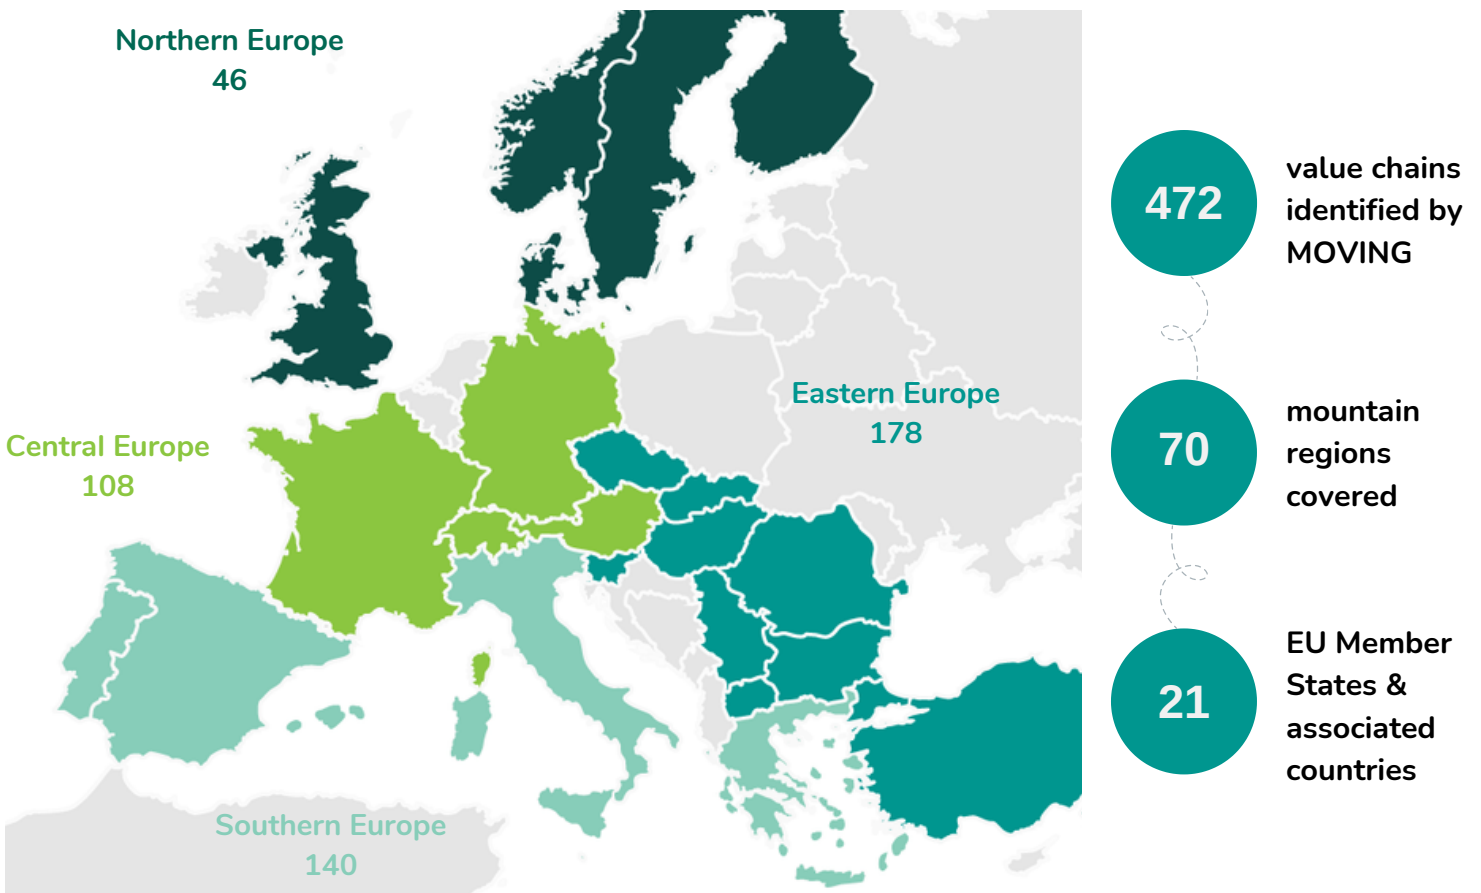 Northern Europe
46
Central Europe
108
Eastern Europe
178
Southern Europe
140
472
value chains
identified by
MOVING
70
mountain
regions
covered
21
EU Member
States &
associated
countries